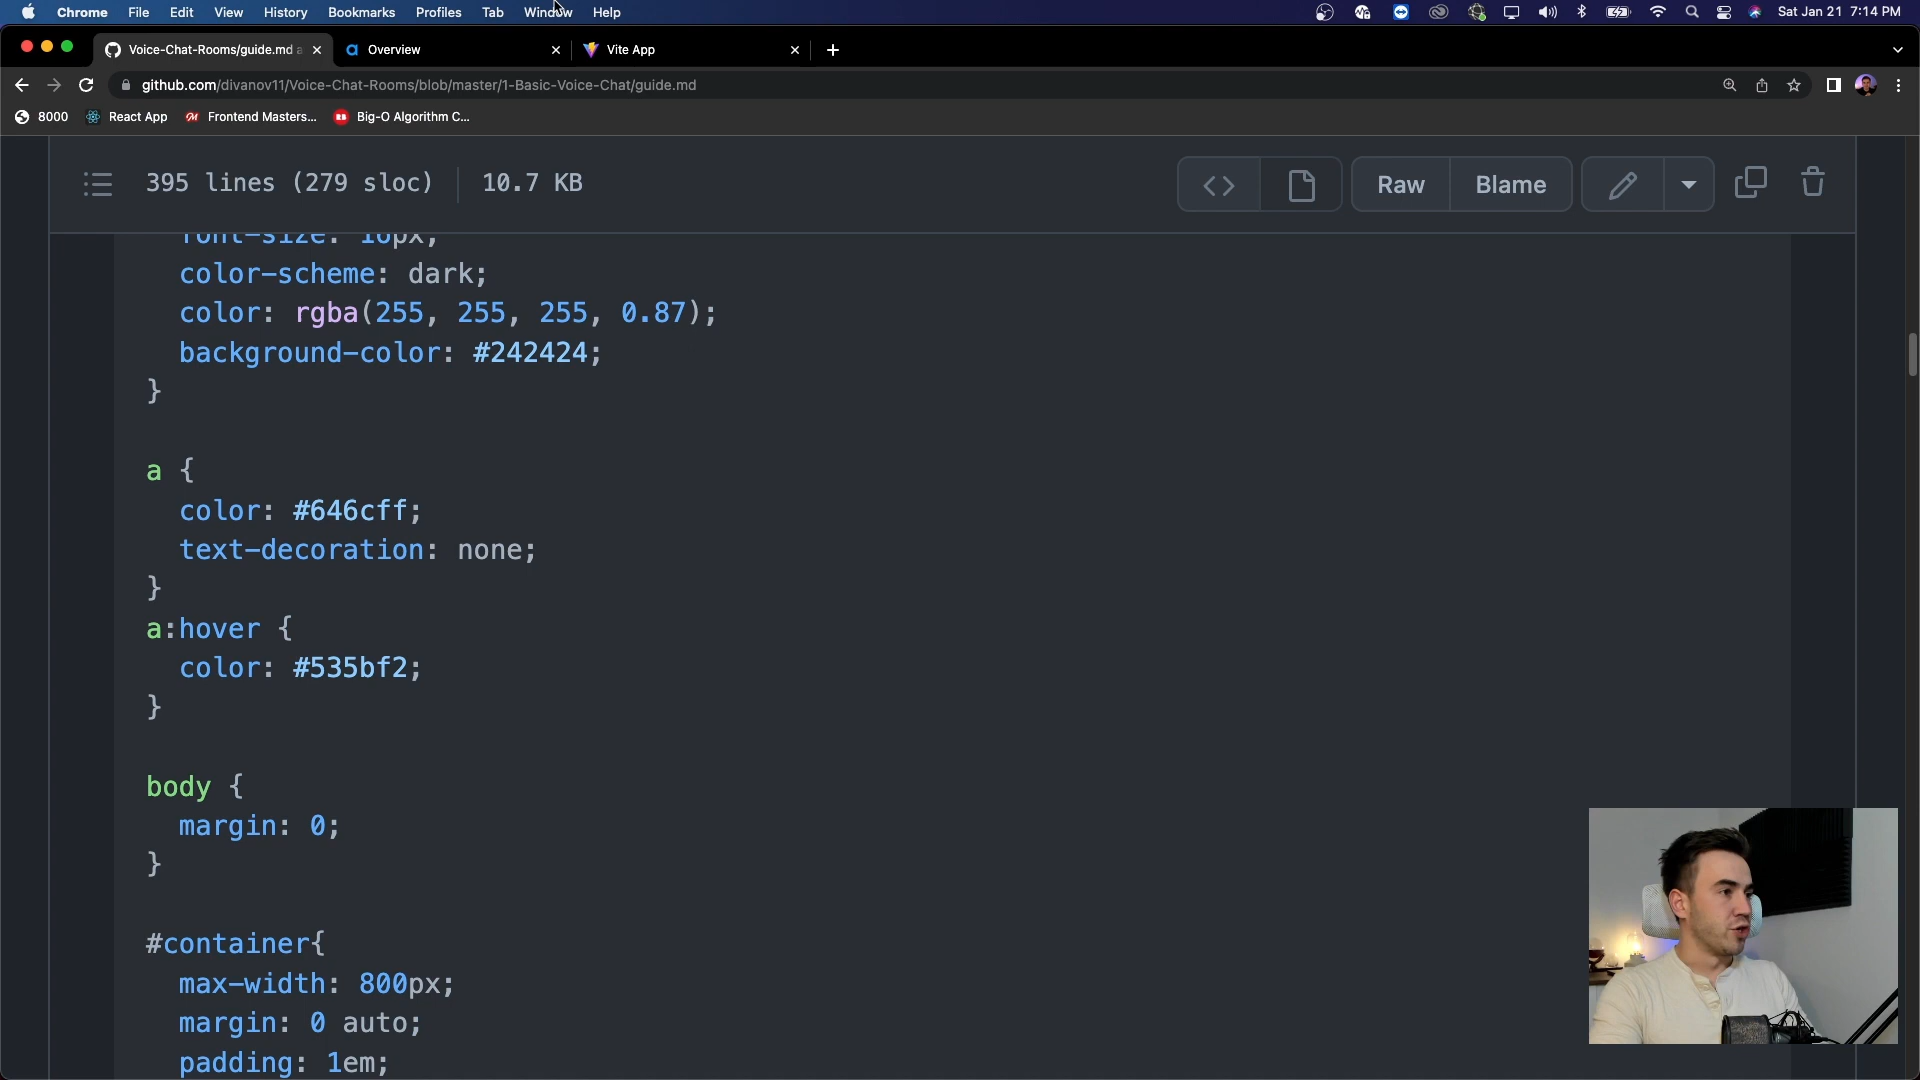 Chrome File Edit View History Bookmarks Profiles Tab Window Help
Sat Jan 21 7:14 PM
Voice-Chat-Rooms/guide.md a
Overview
Vite App
github.com/divanov11/Voice-Chat-Rooms/blob/master/1-Basic-Voice-Chat/guide.md
8000 React App Frontend Masters... Big-O Algorithm C...
395 lines (279 sloc) 10.7 KB
Raw Blame
font-size: 16px;
color-scheme: dark;
color: rgba(255, 255, 255, 0.87);
background-color: #242424;
}
a {
color: #646cff;
text-decoration: none;
}
a:hover {
color: #535bf2;
}
body {
margin: 0;
}
#container{
max-width: 800px;
margin: 0 auto;
padding: 1em;